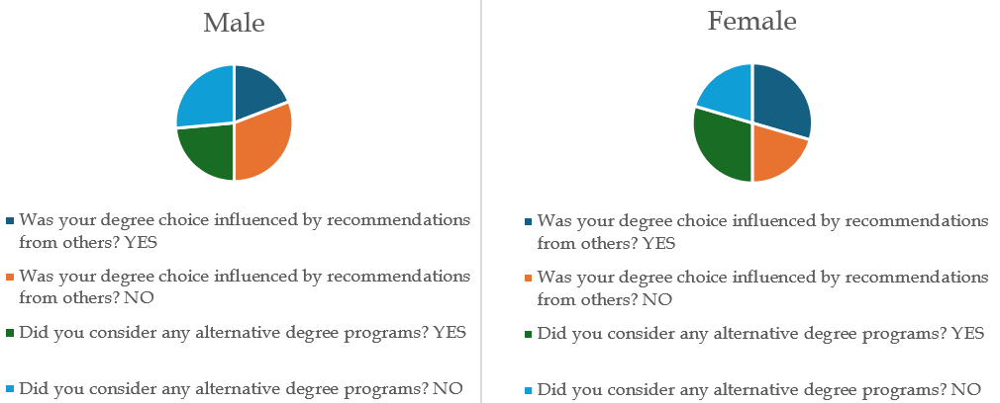 Male
Was your degree choice influenced by recommendations
from others? YES
Was your degree choice influenced by recommendations
from others? NO
Did you consider any alternative degree programs? YES
Did you consider any alternative degree programs? NO
Female
Was your degree choice influenced by recommendations
from others? YES
Was your degree choice influenced by recommendations
from others? NO
Did you consider any alternative degree programs? YES
Did you consider any alternative degree programs? NO